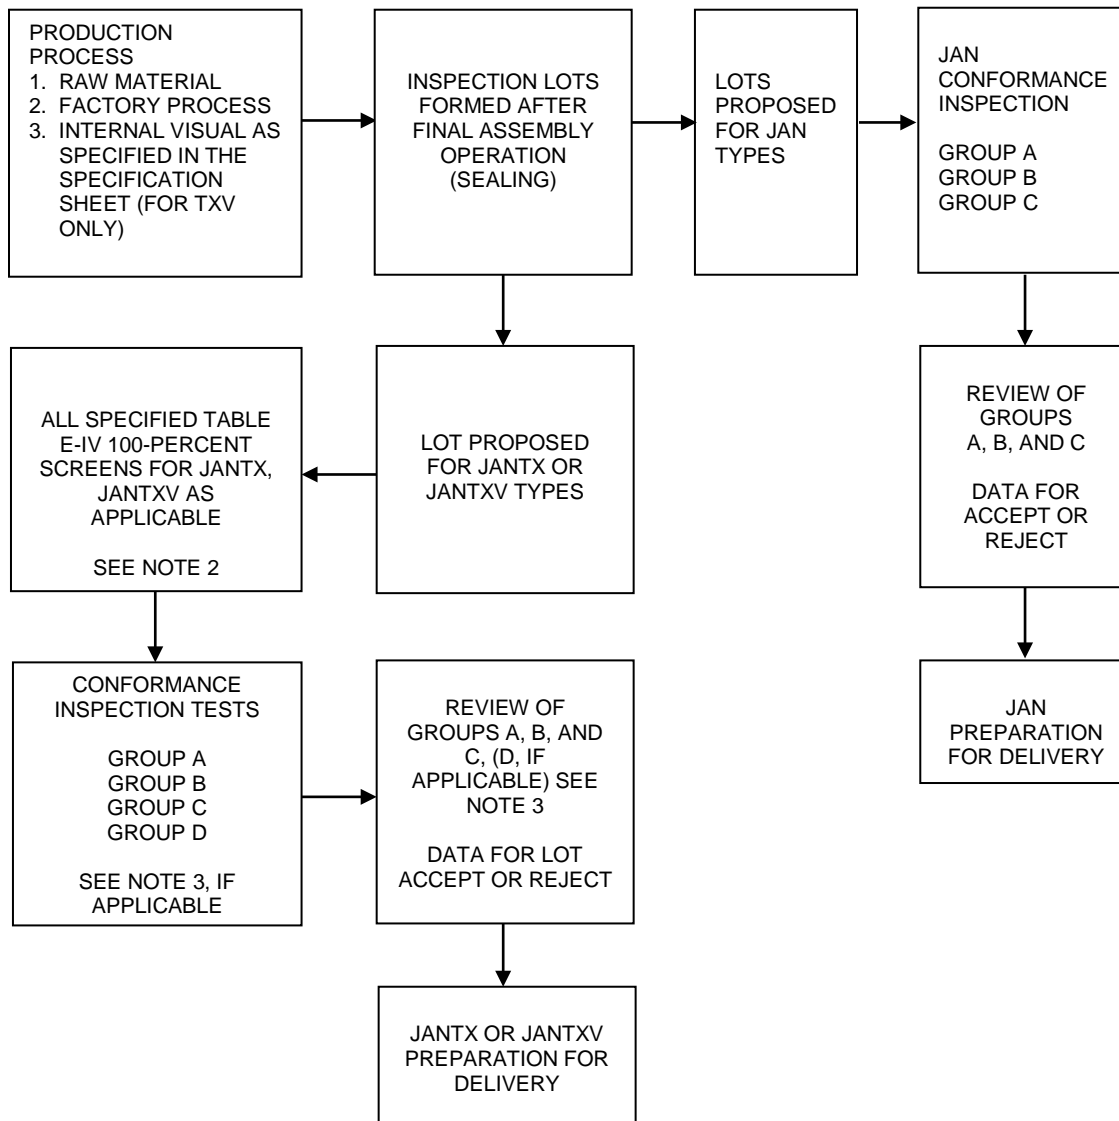 PRODUCTION
PROCESS
1. RAW MATERIAL
2. FACTORY PROCESS
3. INTERNAL VISUAL AS
SPECIFIED IN THE
SPECIFICATION
SHEET (FOR TXV
ONLY)
INSPECTION LOTS
FORMED AFTER
FINAL ASSEMBLY
OPERATION
(SEALING)
LOTS
PROPOSED
FOR JAN
TYPES
JAN
CONFORMANCE
INSPECTION
GROUP A
GROUP B
GROUP C
ALL SPECIFIED TABLE
E-IV 100-PERCENT
SCREENS FOR JANTX,
JANTXV AS
APPLICABLE
SEE NOTE 2
LOT PROPOSED
FOR JANTX OR
JANTXV TYPES
REVIEW OF
GROUPS
A, B, AND C
DATA FOR
ACCEPT OR
REJECT
CONFORMANCE
INSPECTION TESTS
GROUP A
GROUP B
GROUP C
GROUP D
SEE NOTE 3, IF
APPLICABLE
REVIEW OF
GROUPS A, B, AND
C, (D, IF
APPLICABLE) SEE
NOTE 3
DATA FOR LOT
ACCEPT OR REJECT
JAN
PREPARATION
FOR DELIVERY
JANTX OR JANTXV
PREPARATION FOR
DELIVERY